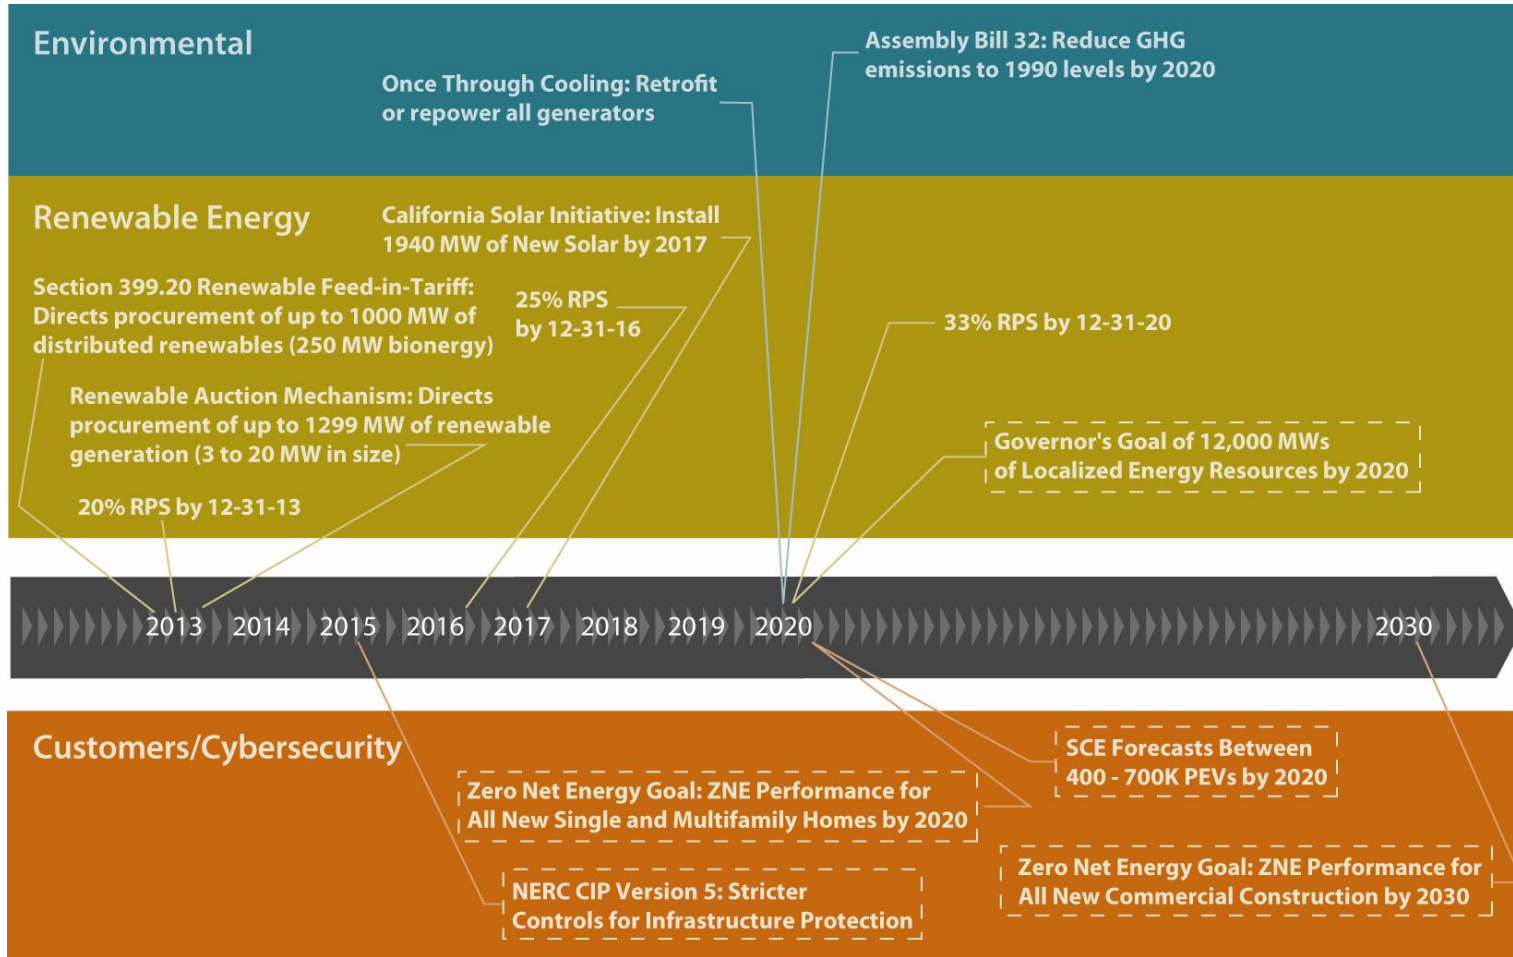 Environmental
Once Through Cooling: Retrofit
or repower all generators
Assembly Bill 32: Reduce GHG
emissions to 1990 levels by 2020
Renewable Energy
California Solar Initiative: Install
1940 MW of New Solar by 2017
Section 399.20 Renewable Feed-in-Tariff:
Directs procurement of up to 1000 MW of
distributed renewables (250 MW bionergy)
25% RPS
by 12-31-16
33% RPS by 12-31-20
Renewable Auction Mechanism: Directs
procurement of up to 1299 MW of renewable
generation (3 to 20 MW in size)
Governor's Goal of 12,000 MWs
of Localized Energy Resources by 2020
20% RPS by 12-31-13
2013 2014 2015 2016 2017 2018 2019 2020 2030
Customers/Cybersecurity
SCE Forecasts Between
400 - 700K PEVs by 2020
Zero Net Energy Goal: ZNE Performance for
All New Single and Multifamily Homes by 2020
Zero Net Energy Goal: ZNE Performance for
All New Commercial Construction by 2030
NERC CIP Version 5: Stricter
Controls for Infrastructure Protection